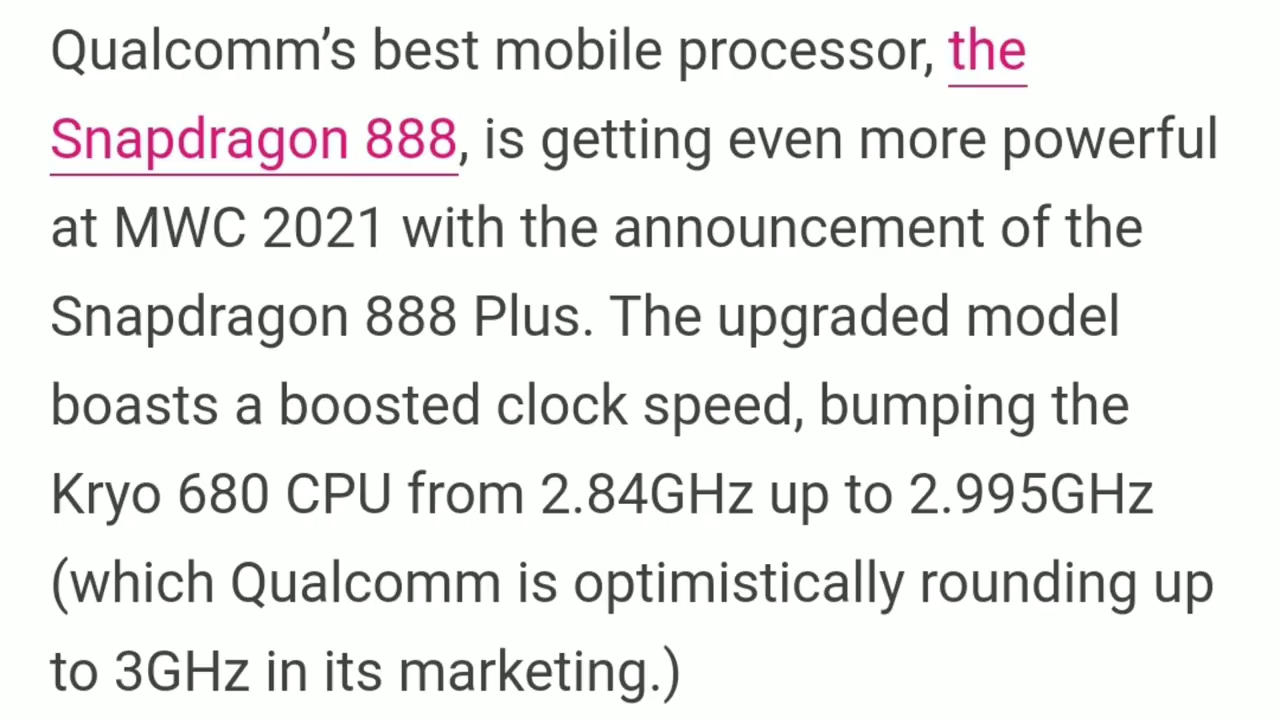 Qualcomm’s best mobile processor, the
Snapdragon 888, is getting even more powerful
at MWC 2021 with the announcement of the
Snapdragon 888 Plus. The upgraded model
boasts a boosted clock speed, bumping the
Kryo 680 CPU from 2.84GHz up to 2.995GHz
(which Qualcomm is optimistically rounding up
to 3GHz in its marketing.)